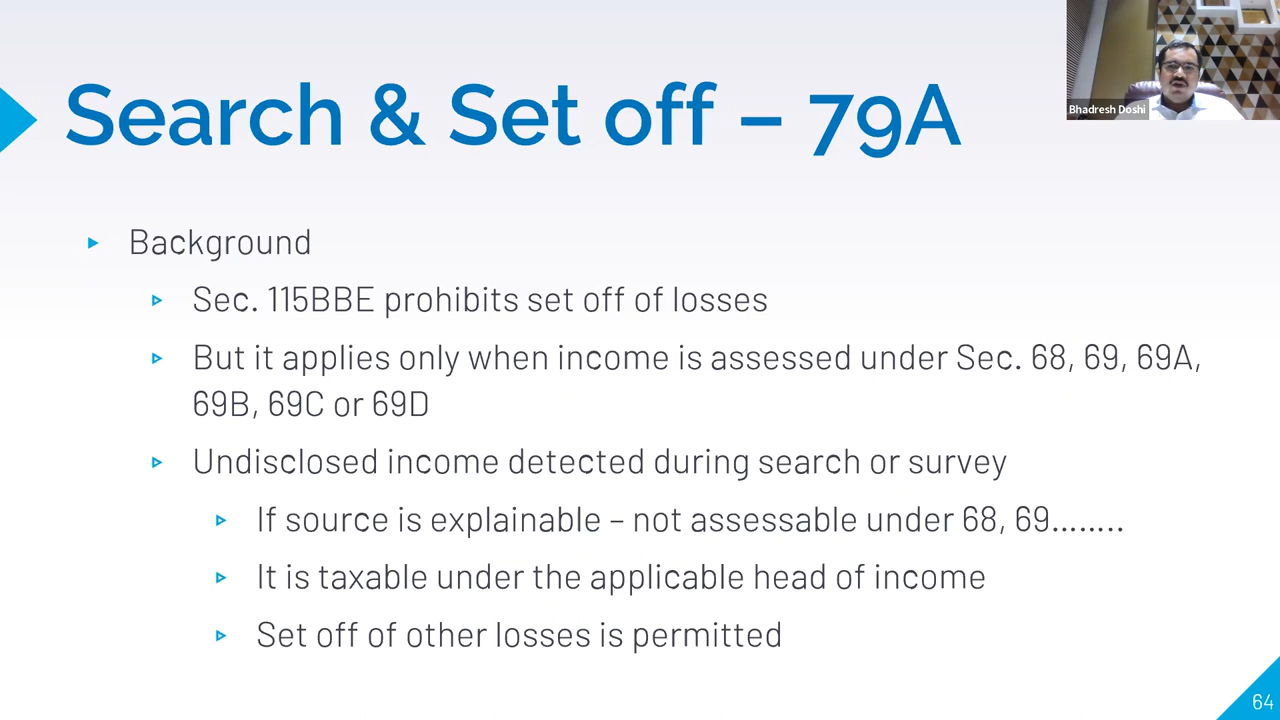 Search & Set off – 79A
Bhadresh Doshi
Background
Sec. 115BBE prohibits set off of losses
But it applies only when income is assessed under Sec. 68, 69, 69A,
69B, 69C or 69D
Undisclosed income detected during search or survey
If source is explainable – not assessable under 68, 69........
It is taxable under the applicable head of income
Set off of other losses is permitted
64